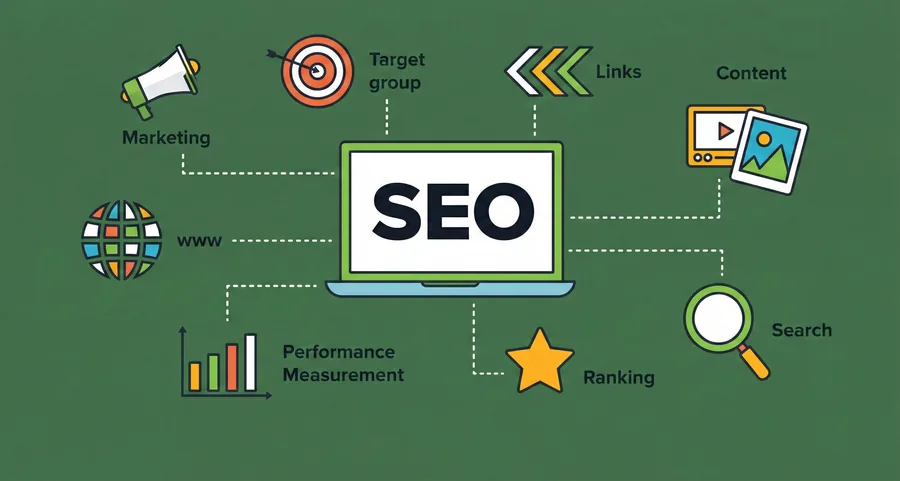 Target
group
Links
Content
Marketing
SEO
www
Search
Performance
Measurement
Ranking